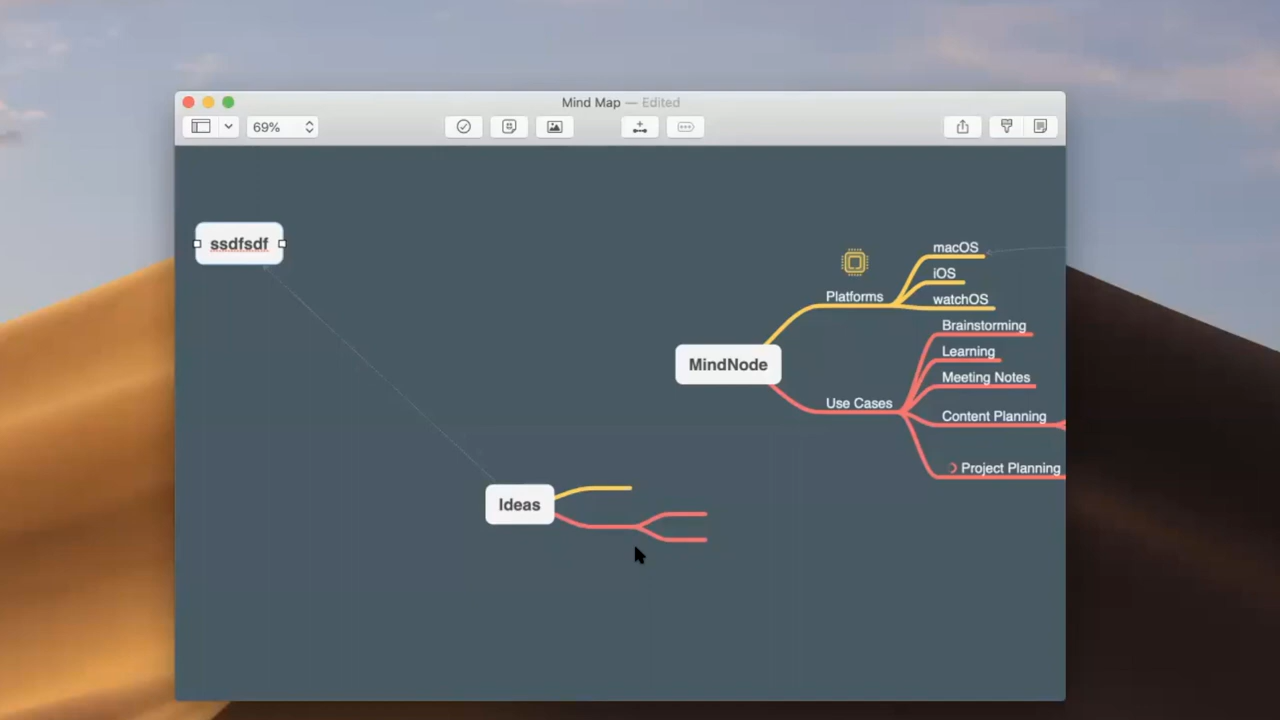 Mind Map — Edited
69%
ssdfsdf
macOS
iOS
Platforms
watchOS
Brainstorming
Learning
MindNode
Meeting Notes
Use Cases
Content Planning
Project Planning
Ideas